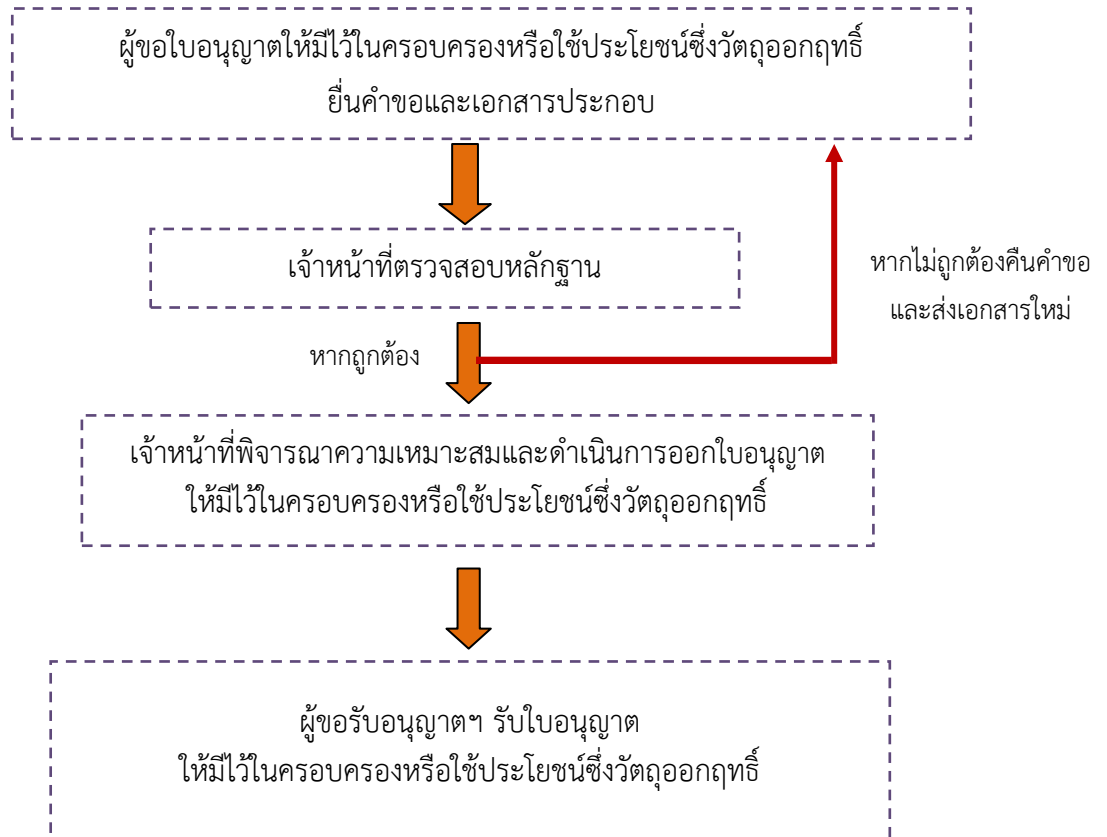 ผู้ขอใบอนุญาตให้มีไว้ในครอบครองหรือใช้ประโยชน์ซึ่งวัตถุออกฤทธิ์
ยื่นคำขอและเอกสารประกอบ
เจ้าหน้าที่ตรวจสอบหลักฐาน
หากไม่ถูกต้องคืนคำขอ
และส่งเอกสารใหม่
หากถูกต้อง
เจ้าหน้าที่พิจารณาความเหมาะสมและดำเนินการออกใบอนุญาต
ให้มีไว้ในครอบครองหรือใช้ประโยชน์ซึ่งวัตถุออกฤทธิ์
ผู้ขอรับอนุญาตฯ รับใบอนุญาต
ให้มีไว้ในครอบครองหรือใช้ประโยชน์ซึ่งวัตถุออกฤทธิ์